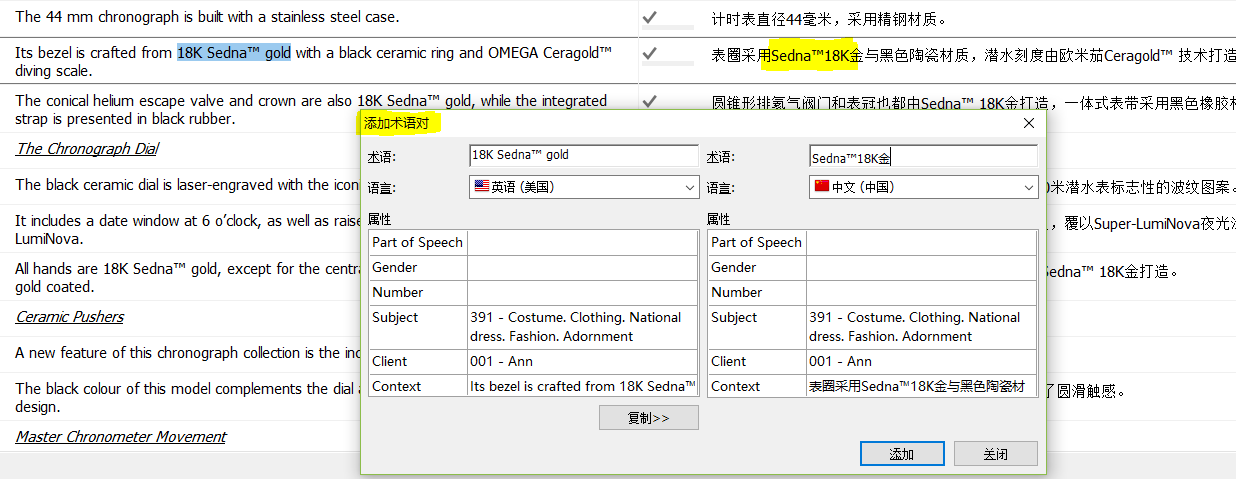 The 44 mm chronograph is built with a stainless steel case.
计时表直径44毫米，采用精钢材质。
Its bezel is crafted from 18K Sedna™ gold with a black ceramic ring and OMEGA Ceragold™
diving scale.
表圈采用Sedna™18K金与黑色陶瓷材质，潜水刻度由欧米茄Ceragold™ 技术打造
The conical helium escape valve and crown are also 18K Sedna™ gold, while the integrated
strap is presented in black rubber.
圆锥形排氦气阀门和表冠也都由Sedna™ 18K金打造，一体式表带采用黑色橡胶材
The Chronograph Dial
The black ceramic dial is laser-engraved with the iconi
米潜水表标志性的波纹图案。
It includes a date window at 6 o’clock, as well as raise
LumiNova.
，覆以Super-LumiNova夜光涂
All hands are 18K Sedna™ gold, except for the centra
gold coated.
Sedna™ 18K金打造。
Ceramic Pushers
A new feature of this chronograph collection is the inc
The black colour of this model complements the dial a
design.
了圆滑触感。
Master Chronometer Movement
添加术语对
术语:
18K Sedna™ gold
术语:
Sedna™18K金
语言:
英语 (美国)
语言:
中文 (中国)
属性
属性
Part of Speech
Part of Speech
Gender
Gender
Number
Number
Subject
391 - Costume. Clothing. National
dress. Fashion. Adornment
Subject
391 - Costume. Clothing. National
dress. Fashion. Adornment
Client
001 - Ann
Client
001 - Ann
Context
Its bezel is crafted from 18K Sedna™
Context
表圈采用Sedna™18K金与黑色陶瓷材
复制>>
添加
关闭